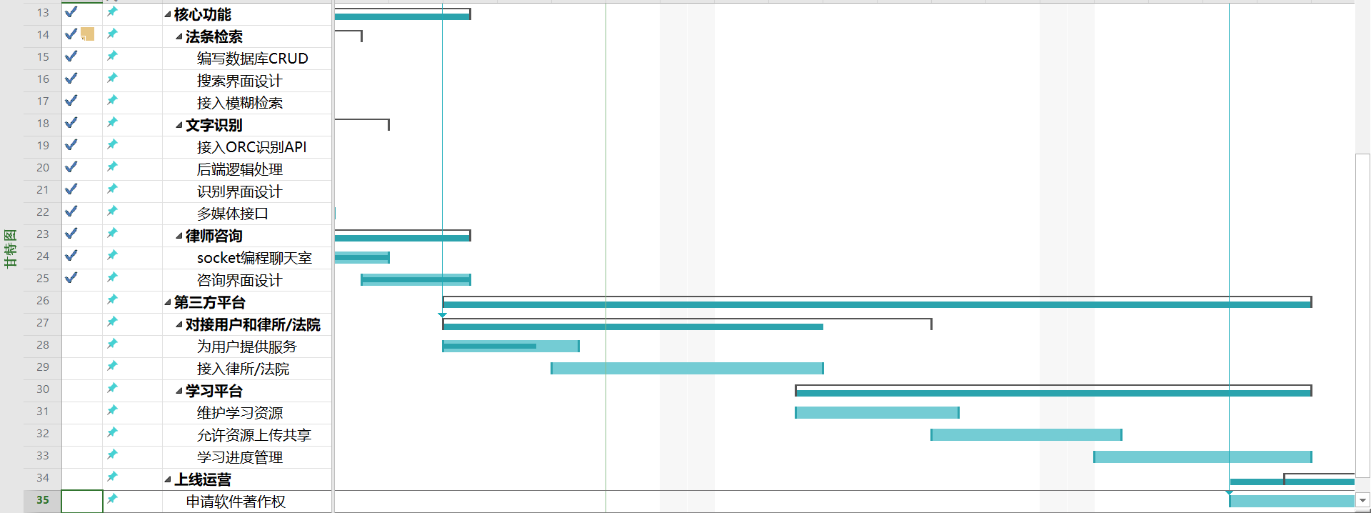 甘特图
13 核心功能
14 法条检索
15 编写数据库CRUD
16 搜索界面设计
17 接入模糊检索
18 文字识别
19 接入ORC识别API
20 后端逻辑处理
21 识别界面设计
22 多媒体接口
23 律师咨询
24 socket编程聊天室
25 咨询界面设计
26 第三方平台
27 对接用户和律所/法院
28 为用户提供服务
29 接入律所/法院
30 学习平台
31 维护学习资源
32 允许资源上传共享
33 学习进度管理
34 上线运营
35 申请软件著作权